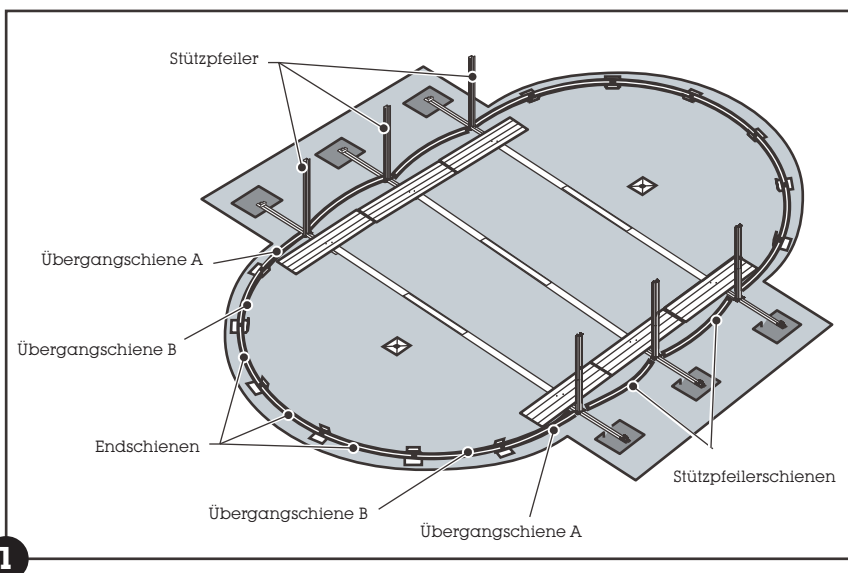 Stützpfeiler
Übergangschiene A
Übergangschiene B
Endschienen
Stützpfeilerschienen
Übergangschiene B
Übergangschiene A
1